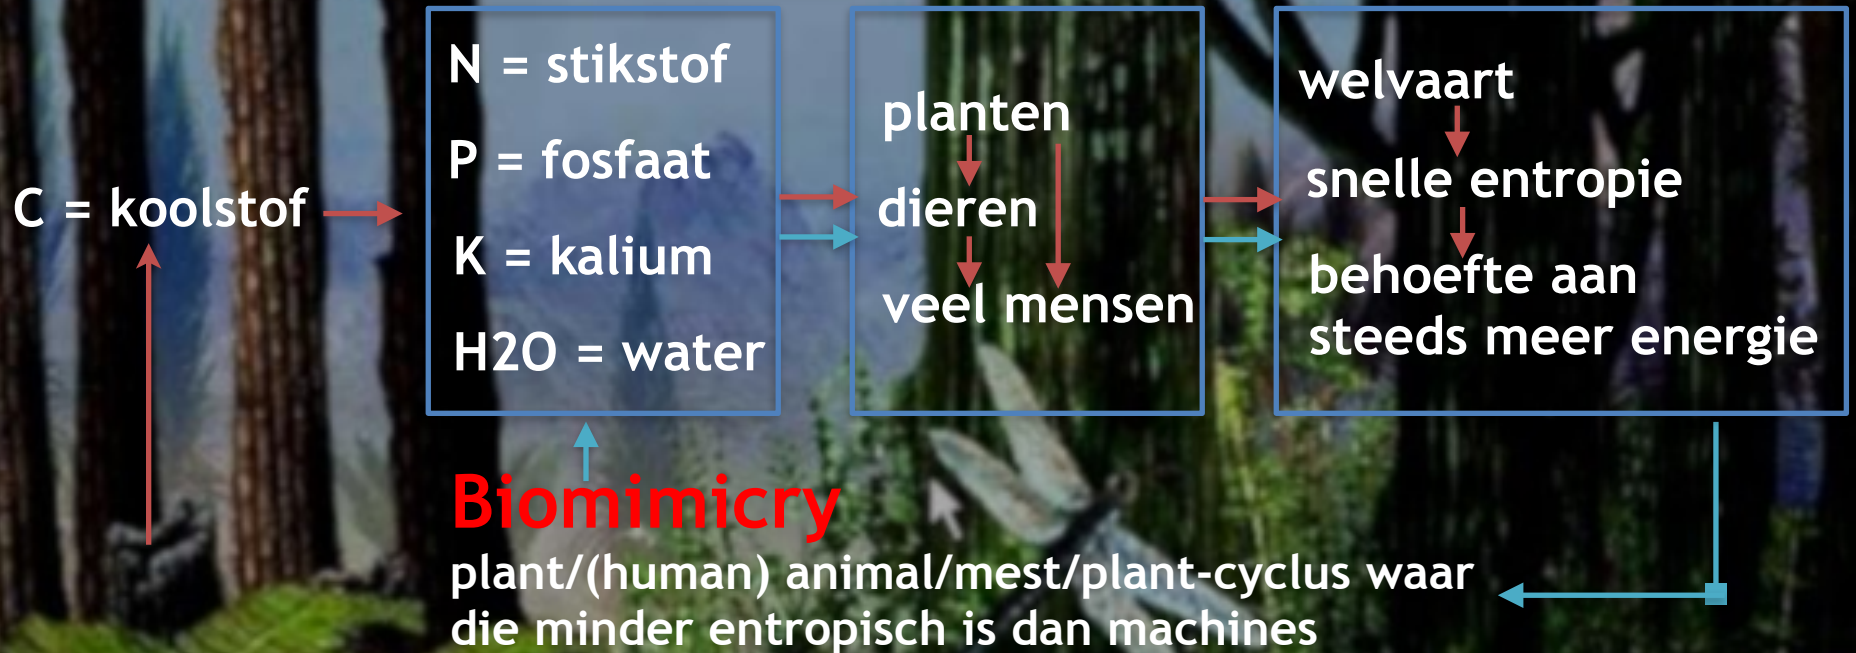 C = koolstof
N = stikstof
P = fosfaat
K = kalium
H2O = water
planten
dieren
veel mensen
welvaart
snelle entropie
behoefte aan
steeds meer energie
Biomimicry
plant/(human) animal/mest/plant-cyclus waar
die minder entropisch is dan machines